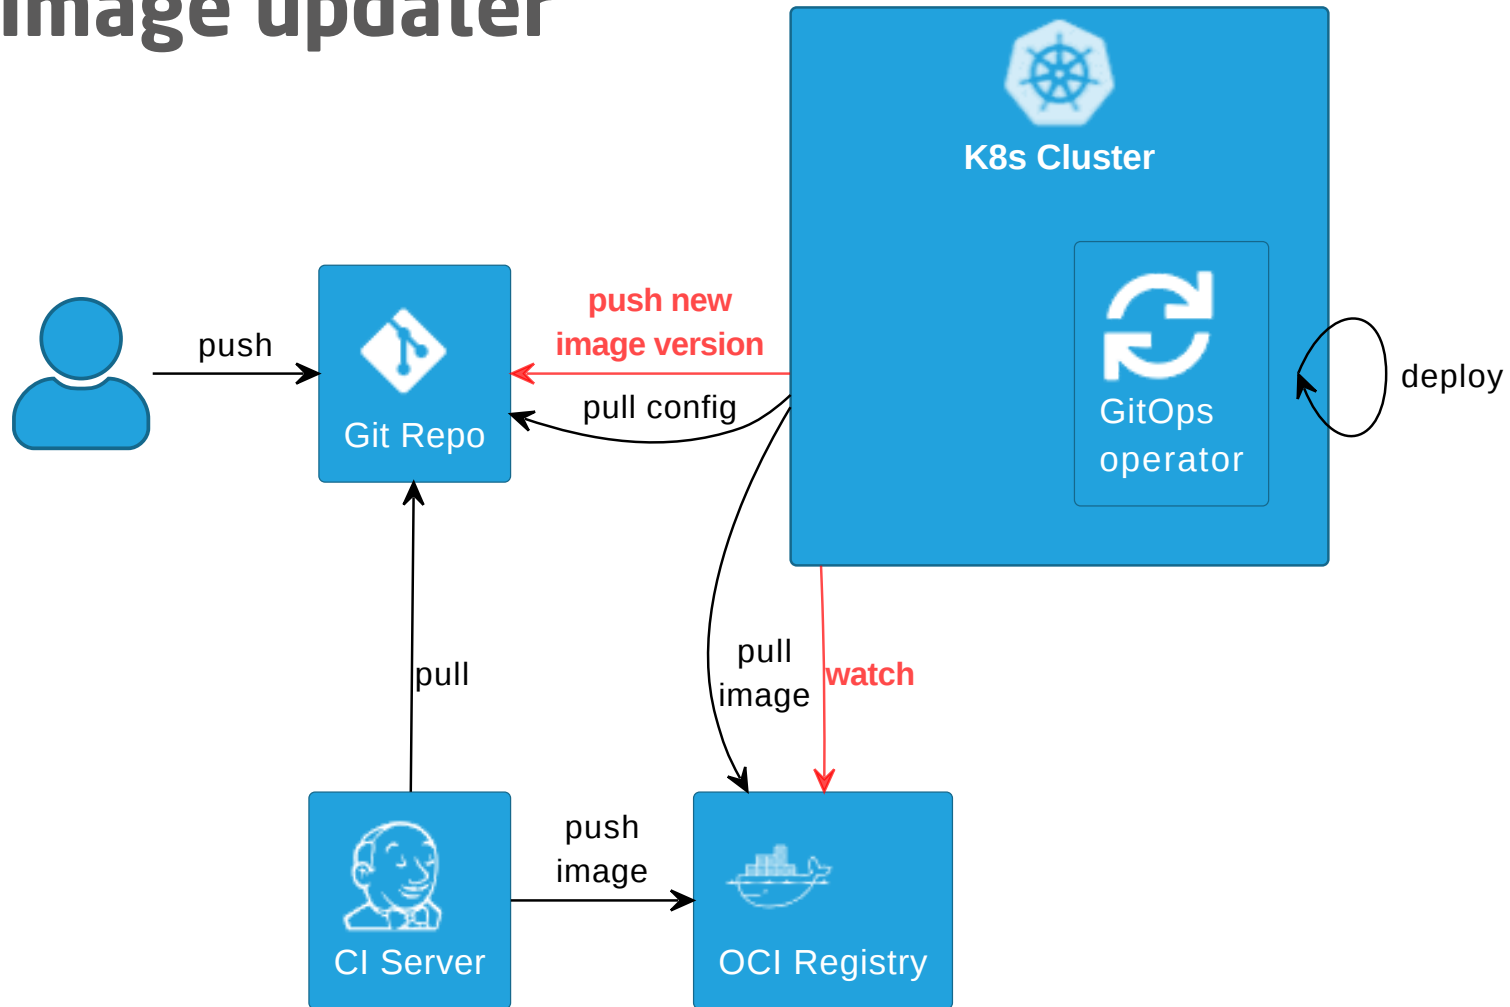 Image updater
K8s Cluster
push new
image version
push
pull config
Git Repo
GitOps
operator
deploy
pull
pull
image
watch
push
image
CI Server
OCI Registry